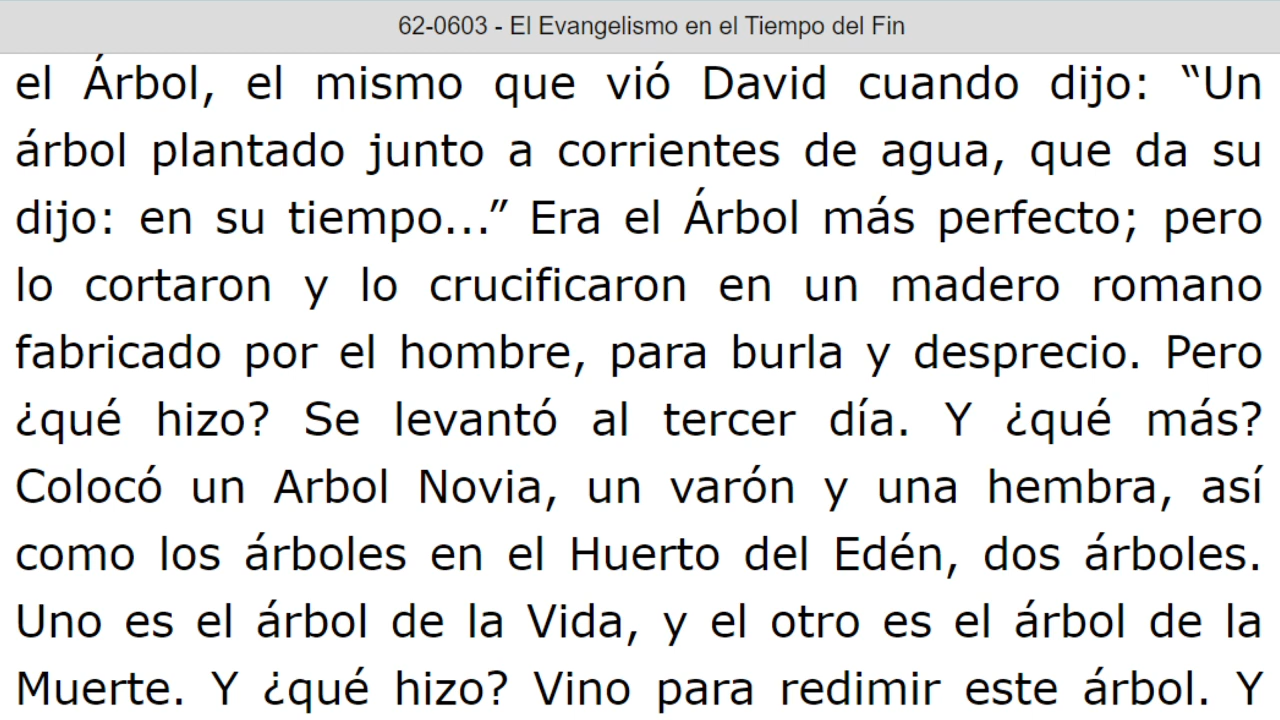 62-0603 - El Evangelismo en el Tiempo del Fin
el Árbol, el mismo que vió David cuando dijo: “Un
árbol plantado junto a corrientes de agua, que da su
dijo: en su tiempo...” Era el Árbol más perfecto; pero
lo cortaron y lo crucificaron en un madero romano
fabricado por el hombre, para burla y desprecio. Pero
¿qué hizo? Se levantó al tercer día. Y ¿qué más?
Colocó un Arbol Novia, un varón y una hembra, así
como los árboles en el Huerto del Edén, dos árboles.
Uno es el árbol de la Vida, y el otro es el árbol de la
Muerte. Y ¿qué hizo? Vino para redimir este árbol. Y